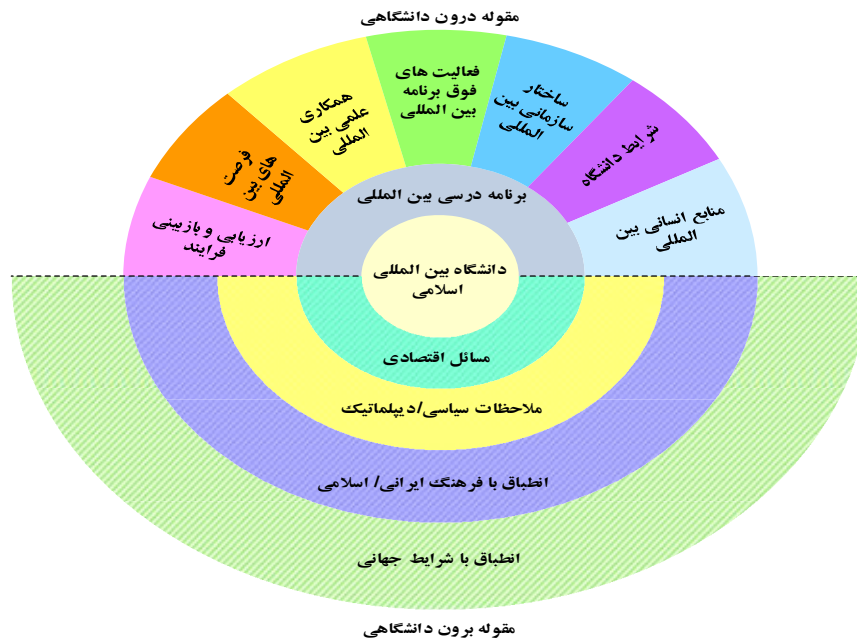 مقوله درون دانشگاهی
فعالیت های
فوق برنامه
بین المللی
ساختار
سازمانی بین
المللی
شرایط دانشگاه
منابع انسانی بین
المللی
همکاری
علمی بین
المللی
فرصت
های بین
المللی
ارزیابی و بازبینی
فرایند
برنامه درسی بین المللی
دانشگاه بین المللی
اسلامی
مسائل اقتصادی
ملاحظات سیاسی/دیپلماتیک
انطباق با فرهنگ ایرانی/ اسلامی
انطباق با شرایط جهانی
مقوله برون دانشگاهی